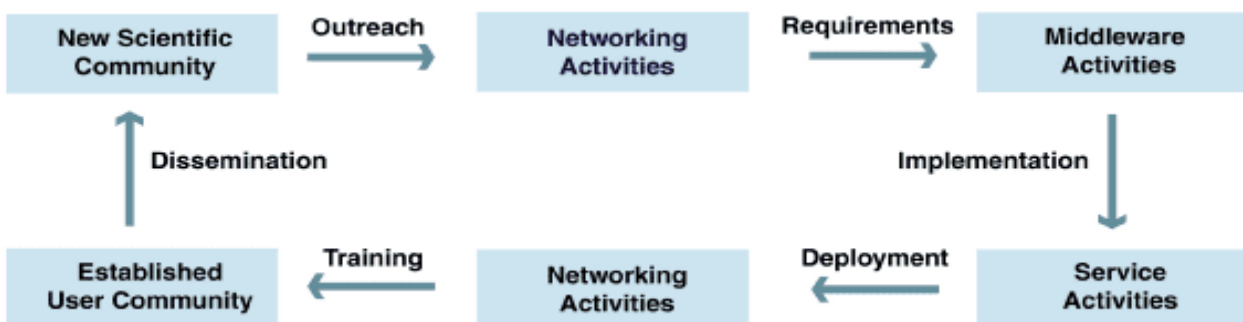 New Scientific
Community
Outreach
Networking
Activities
Requirements
Middleware
Activities
Dissemination
Implementation
Established
User Community
Training
Networking
Activities
Deployment
Service
Activities